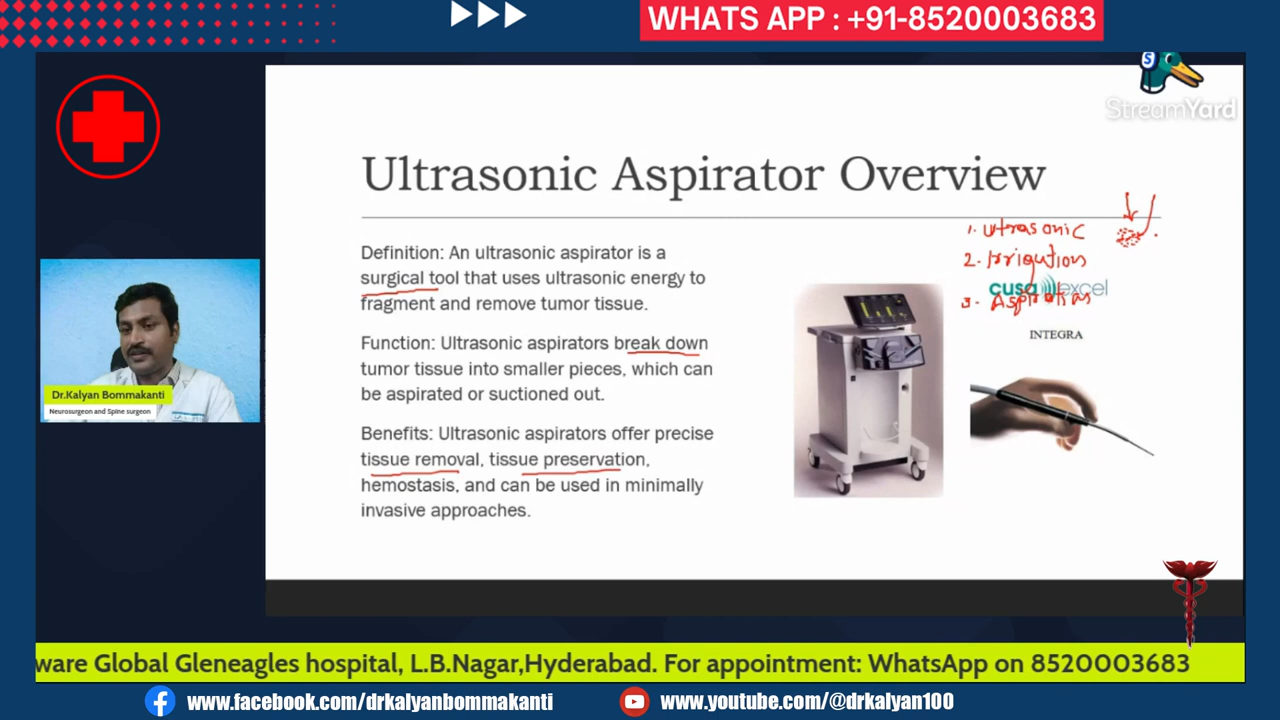 WHATS APP : +91-8520003683
S
StreamYard
Ultrasonic Aspirator Overview
Definition: An ultrasonic aspirator is a
surgical tool that uses ultrasonic energy to
fragment and remove tumor tissue.
Function: Ultrasonic aspirators break down
tumor tissue into smaller pieces, which can
be aspirated or suctioned out.
Benefits: Ultrasonic aspirators offer precise
tissue removal, tissue preservation,
hemostasis, and can be used in minimally
invasive approaches.
1. Utrasonic
2. Irrigution
cusa excel
3. Aspirations
INTEGRA
Dr.Kalyan Bommakanti
Neurosurgeon and Spine surgeon
ware Global Gleneagles hospital, L.B.Nagar,Hyderabad. For appointment: WhatsApp on 8520003683
www.facebook.com/drkalyanbommakanti
www.youtube.com/@drkalyan100